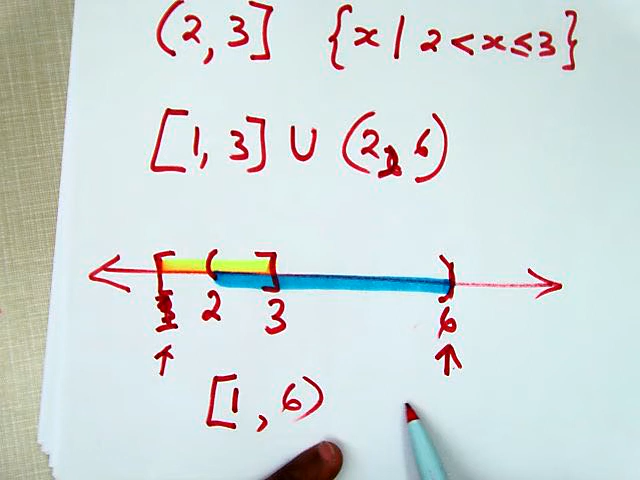 (2, 3] {x | 2 < x ≤ 3}
[1, 3] ∪ (2, 6)
[ ( ] )
1 2 3 6
[1, 6)